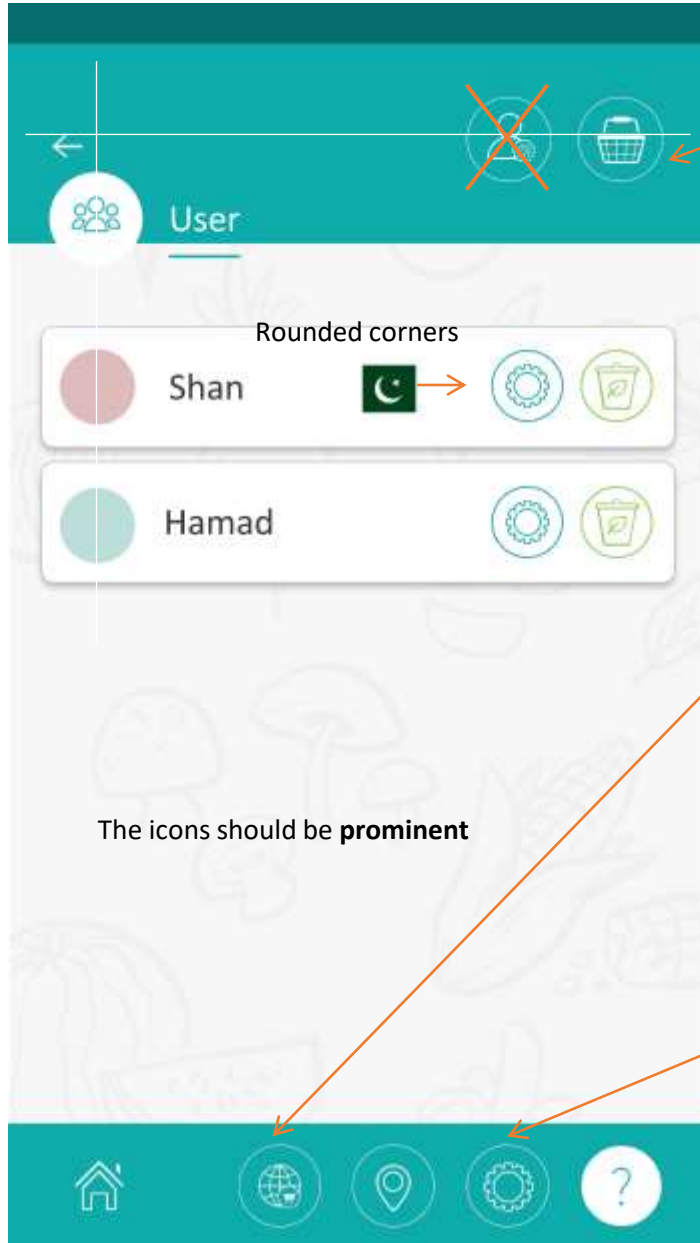 User
Rounded corners
Shan
Hamad
The icons should be prominent
?